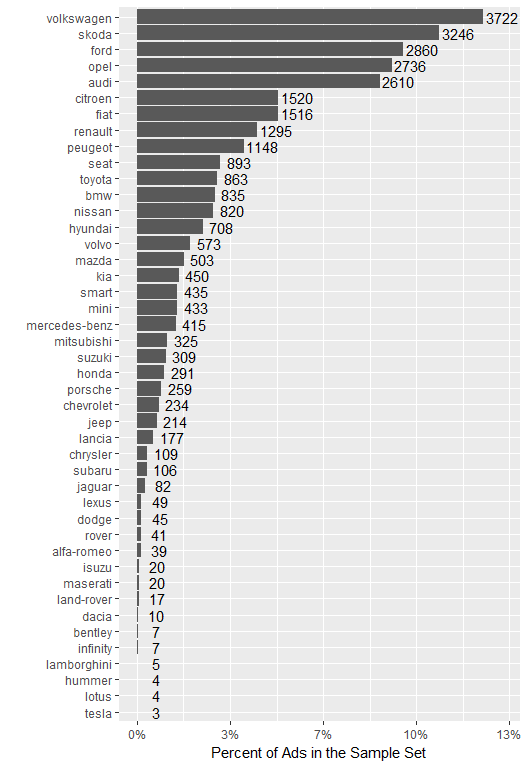 volkswagen 3722
skoda 3246
ford 2860
opel 2736
audi 2610
citroen 1520
fiat 1516
renault 1295
peugeot 1148
seat 893
toyota 863
bmw 835
nissan 820
hyundai 708
volvo 573
mazda 503
kia 450
smart 435
mini 433
mercedes-benz 415
mitsubishi 325
suzuki 309
honda 291
porsche 259
chevrolet 234
jeep 214
lancia 177
chrysler 109
subaru 106
jaguar 82
lexus 49
dodge 45
rover 41
alfa-romeo 39
isuzu 20
maserati 20
land-rover 17
dacia 10
bentley 7
infinity 7
lamborghini 5
hummer 4
lotus 4
tesla 3
0% 3% 7% 10% 13%
Percent of Ads in the Sample Set